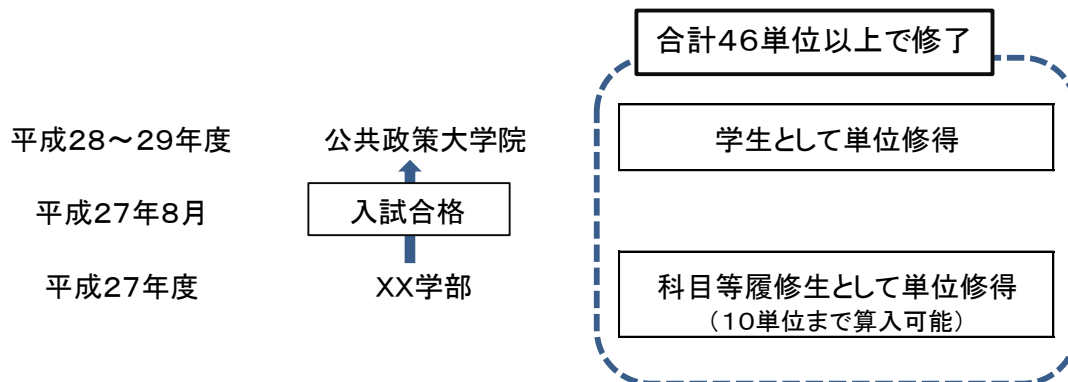 合計46単位以上で修了
平成28～29年度
公共政策大学院
学生として単位修得
平成27年8月
入試合格
平成27年度
XX学部
科目等履修生として単位修得
（10単位まで算入可能）